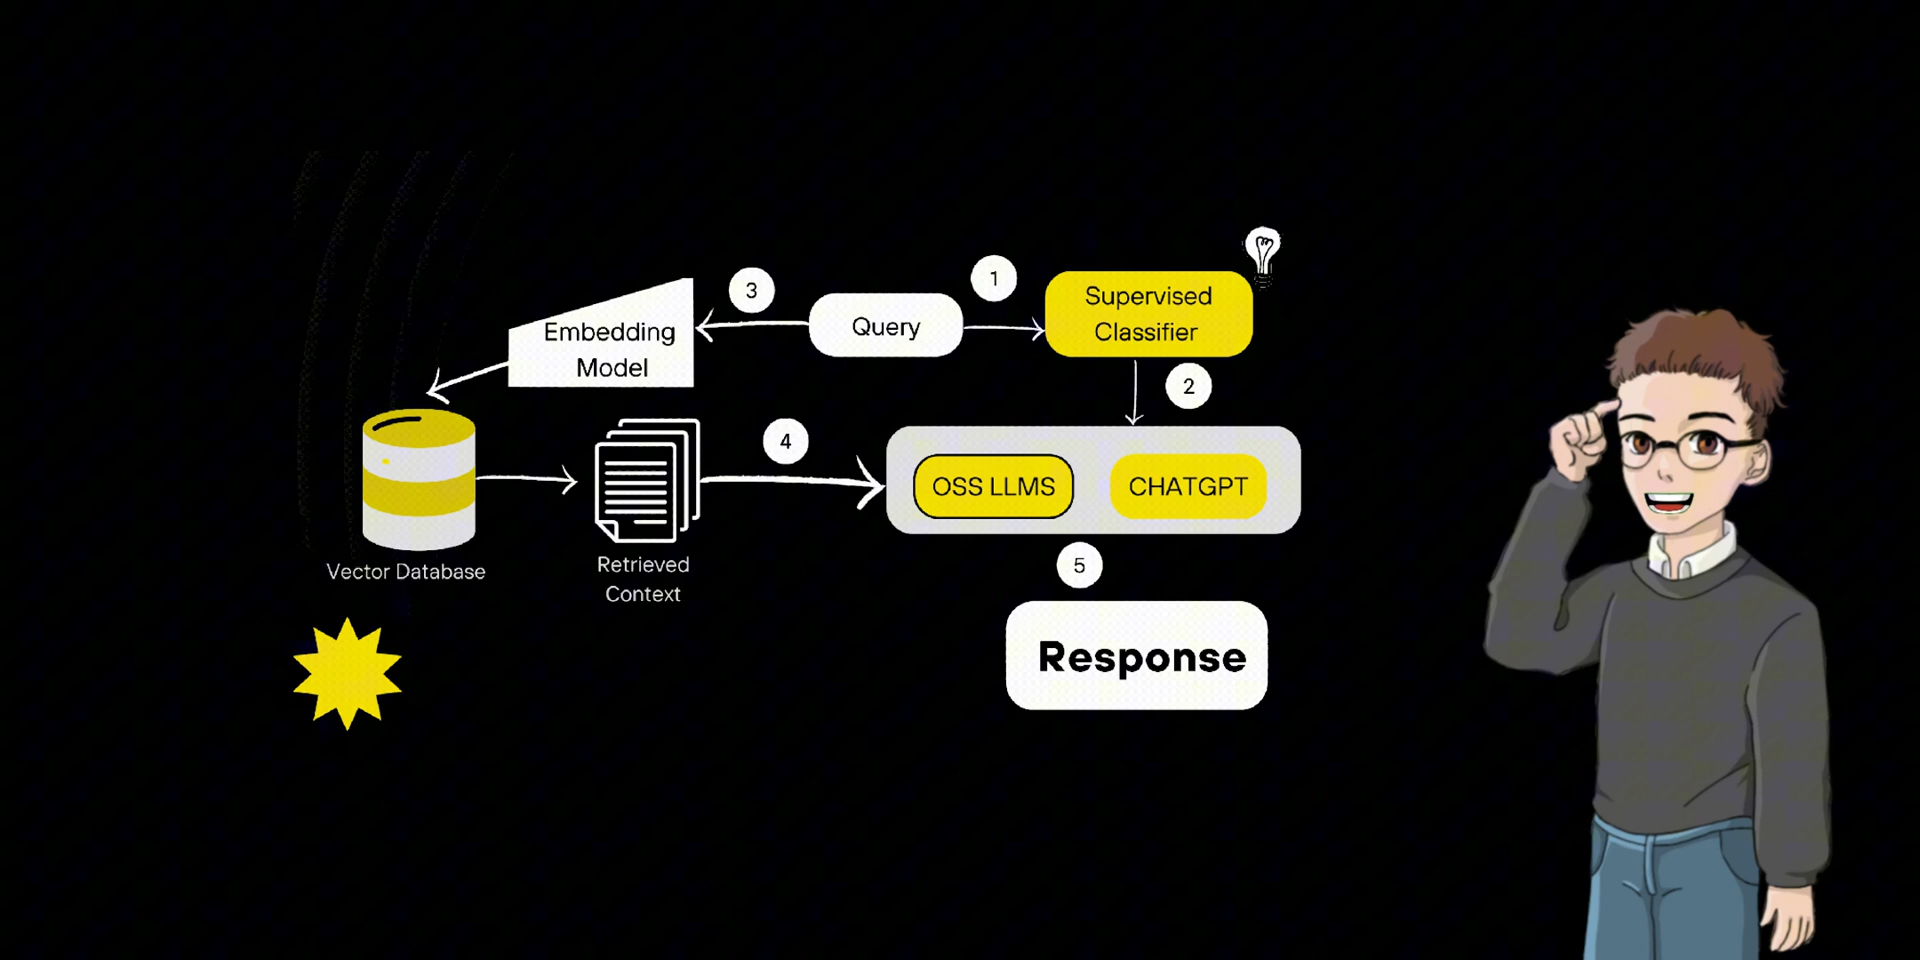 1
Supervised
Classifier
3
Query
Embedding
Model
2
4
OSS LLMS
CHATGPT
Vector Database
Retrieved
Context
5
Response